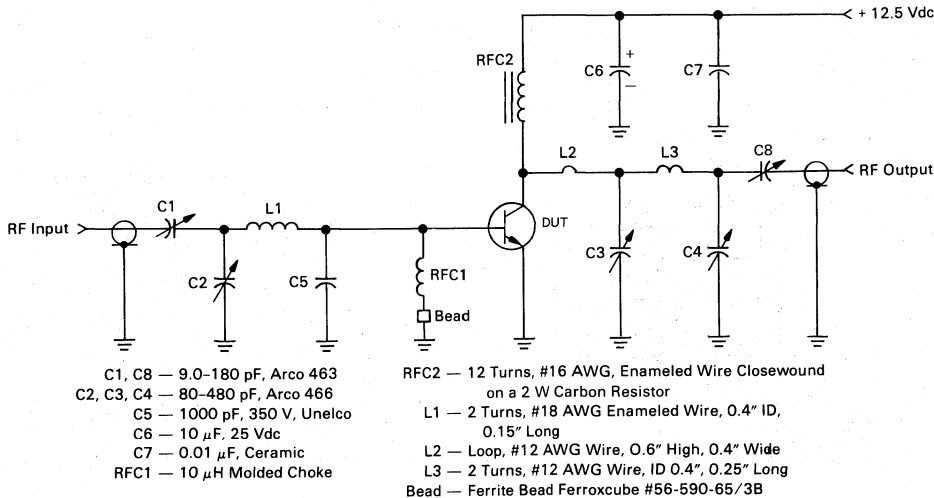 + 12.5 Vdc
RFC2
C6
+
−
C7
L2
L3
C8
RF Output
C1
L1
DUT
RF Input
C2
C5
RFC1
C3
C4
Bead
C1, C8 — 9.0–180 pF, Arco 463
C2, C3, C4 — 80–480 pF, Arco 466
C5 — 1000 pF, 350 V, Unelco
C6 — 10 μF, 25 Vdc
C7 — 0.01 μF, Ceramic
RFC1 — 10 μH Molded Choke
RFC2 — 12 Turns, #16 AWG, Enameled Wire Closewound
on a 2 W Carbon Resistor
L1 — 2 Turns, #18 AWG Enameled Wire, 0.4″ ID,
0.15″ Long
L2 — Loop, #12 AWG Wire, 0.6″ High, 0.4″ Wide
L3 — 2 Turns, #12 AWG Wire, ID 0.4″, 0.25″ Long
Bead — Ferrite Bead Ferroxcube #56-590-65/3B